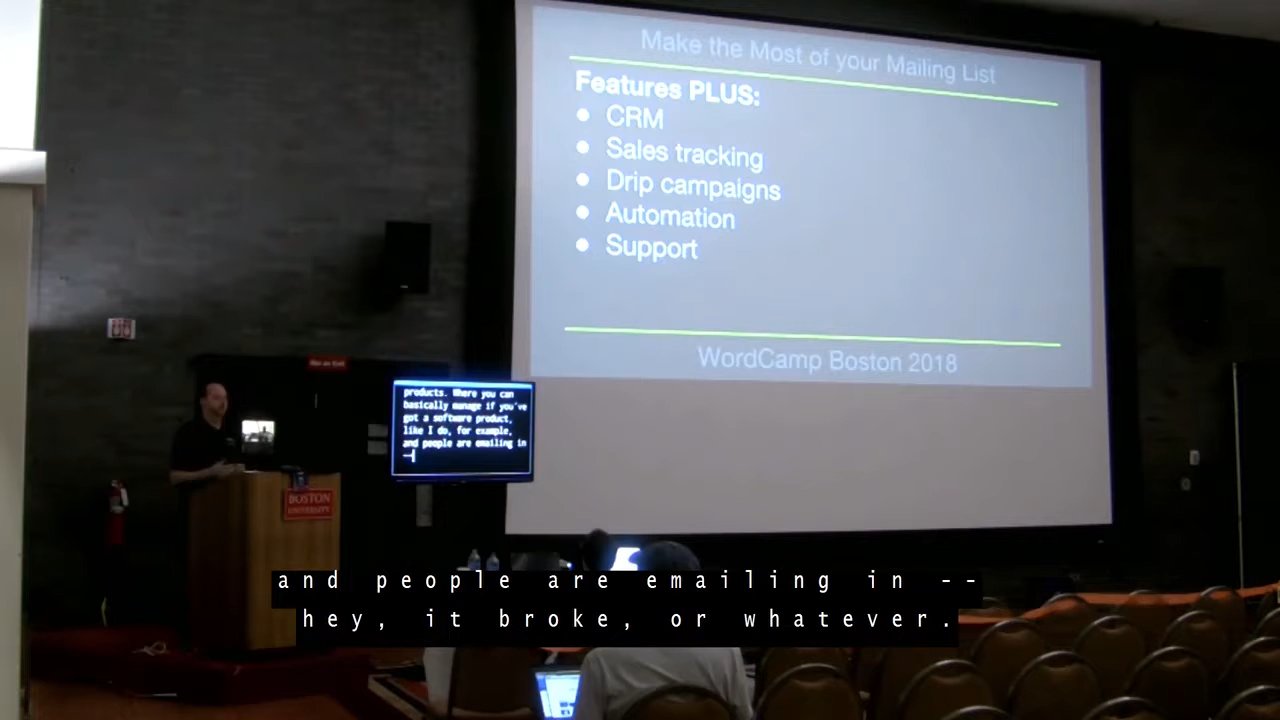 Make the Most of your Mailing List
Features PLUS:
CRM
Sales tracking
Drip campaigns
Automation
Support
WordCamp Boston 2018
products. Where you can
basically manage if you've
got a software product,
like I do, for example,
and people are emailing in
--
BOSTON
UNIVERSITY
and people are emailing in --
hey, it broke, or whatever.